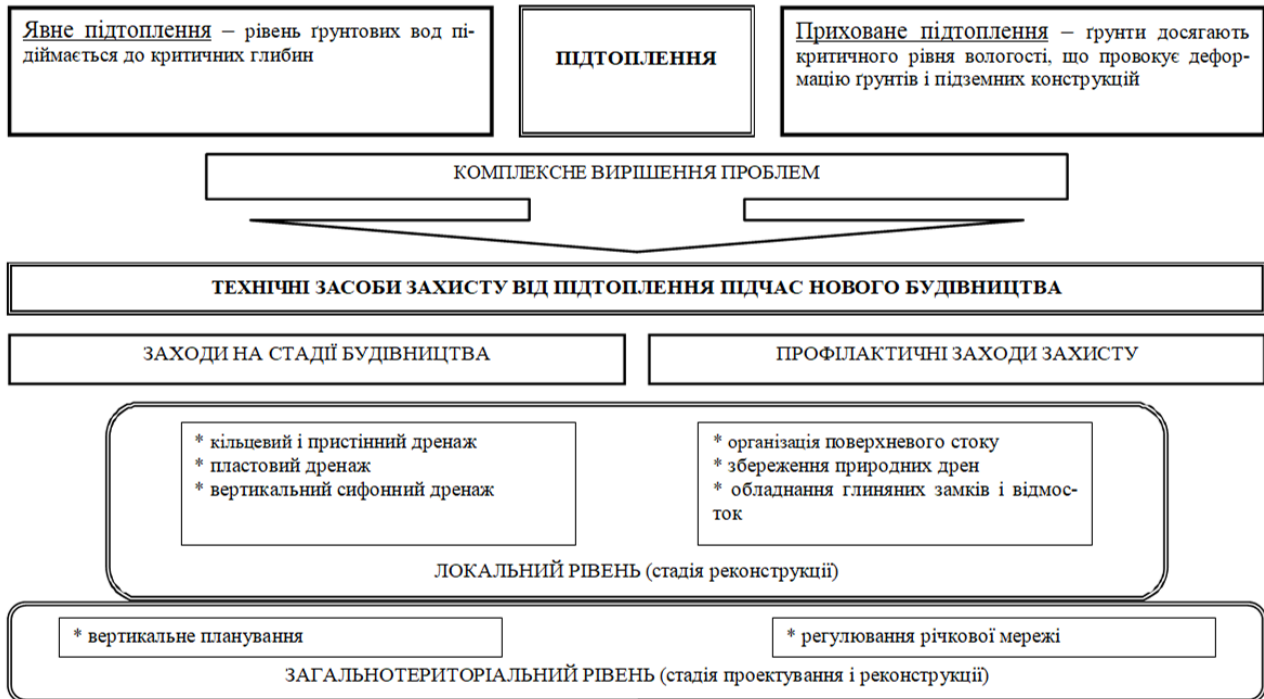 Явне підтоплення – рівень ґрунтових вод пі-
діймається до критичних глибин
ПІДТОПЛЕННЯ
Приховане підтоплення – ґрунти досягають
критичного рівня вологості, що провокує дефор-
мацію ґрунтів і підземних конструкцій
КОМПЛЕКСНЕ ВИРІШЕННЯ ПРОБЛЕМ
ТЕХНІЧНІ ЗАСОБИ ЗАХИСТУ ВІД ПІДТОПЛЕННЯ ПІДЧАС НОВОГО БУДІВНИЦТВА
ЗАХОДИ НА СТАДІЇ БУДІВНИЦТВА
ПРОФІЛАКТИЧНІ ЗАХОДИ ЗАХИСТУ
* кільцевий і пристінний дренаж
* пластовий дренаж
* вертикальний сифонний дренаж
* організація поверхневого стоку
* збереження природних дрен
* обладнання глиняних замків і відмос-
ток
ЛОКАЛЬНИЙ РІВЕНЬ (стадія реконструкції)
* вертикальне планування
* регулювання річкової мережі
ЗАГАЛЬНОТЕРИТОРІАЛЬНИЙ РІВЕНЬ (стадія проектування і реконструкції)